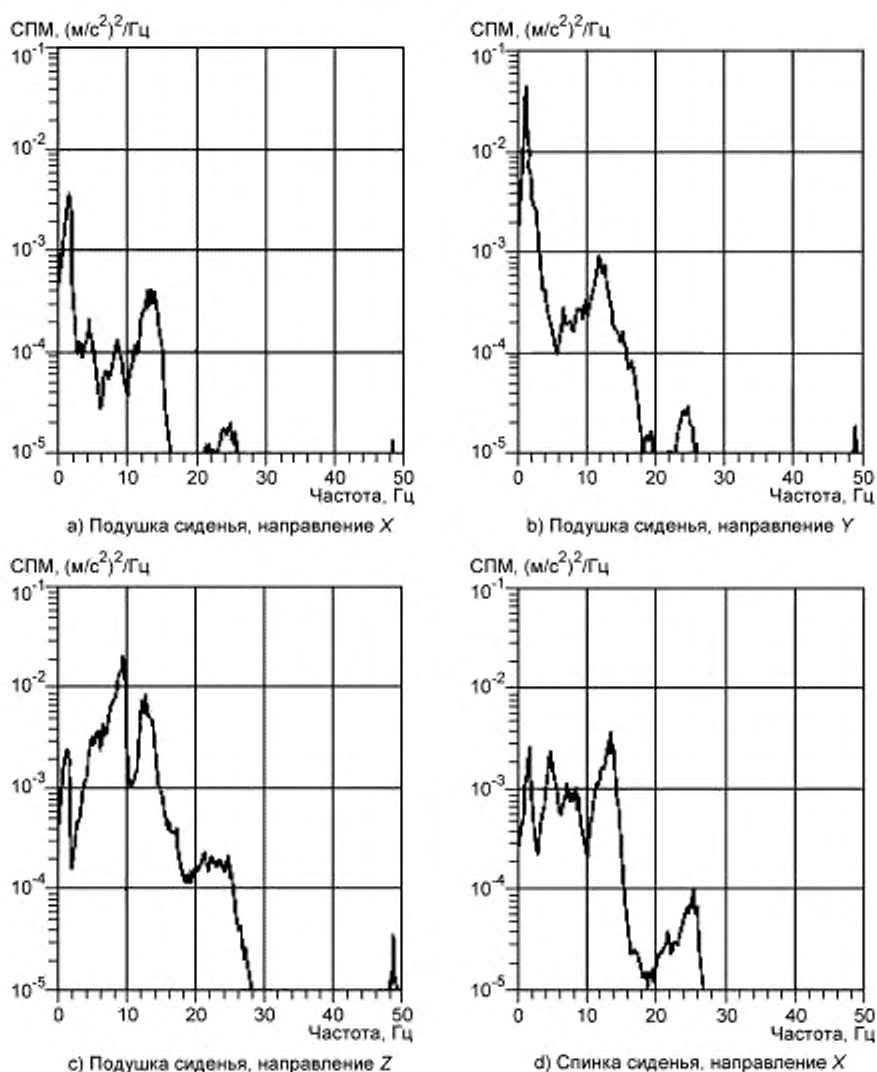 СПМ, (м/с²)²/Гц
10⁻¹
10⁻²
10⁻³
10⁻⁴
10⁻⁵
0 10 20 30 40 50
Частота, Гц
a) Подушка сиденья, направление X
СПМ, (м/с²)²/Гц
10⁻¹
10⁻²
10⁻³
10⁻⁴
10⁻⁵
0 10 20 30 40 50
Частота, Гц
b) Подушка сиденья, направление Y
СПМ, (м/с²)²/Гц
10⁻¹
10⁻²
10⁻³
10⁻⁴
10⁻⁵
0 10 20 30 40 50
Частота, Гц
c) Подушка сиденья, направление Z
СПМ, (м/с²)²/Гц
10⁻¹
10⁻²
10⁻³
10⁻⁴
10⁻⁵
0 10 20 30 40 50
Частота, Гц
d) Спинка сиденья, направление X